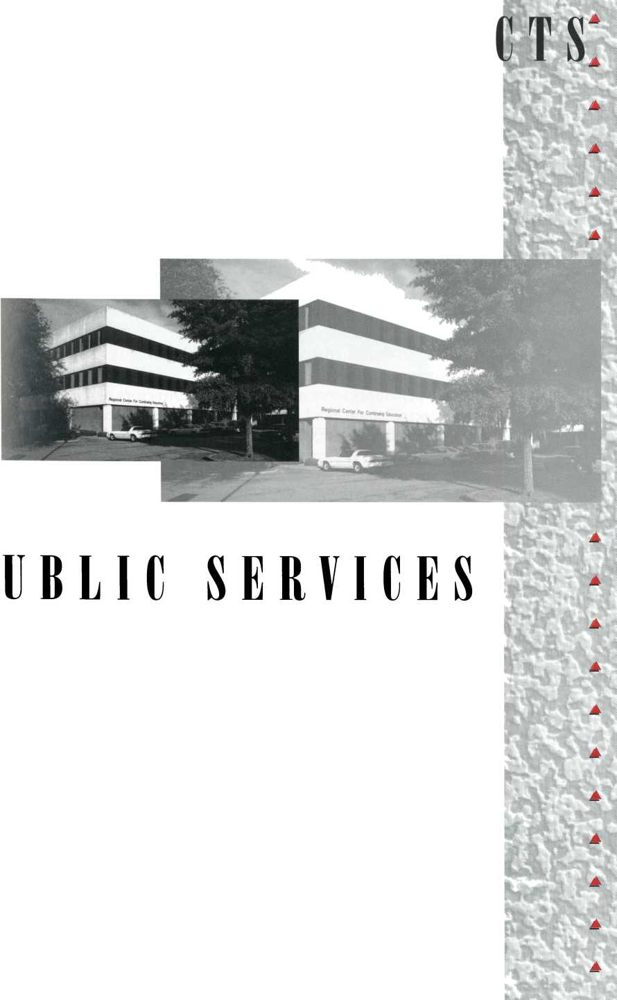 CTS
Regional Center For Continuing Education
Regional Center For Continuing Education
UBLIC SERVICES